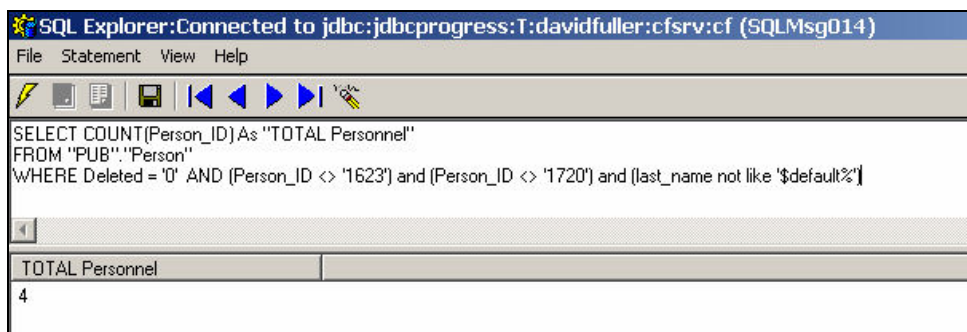 SQL Explorer:Connected to jdbc:jdbcprogress:T:davidfuller:cfsrv:cf (SQLMsg014)
File Statement View Help
SELECT COUNT(Person_ID) As "TOTAL Personnel"
FROM "PUB"."Person"
WHERE Deleted = '0' AND (Person_ID <> '1623') and (Person_ID <> '1720') and (last_name not like '$default%')
TOTAL Personnel
4